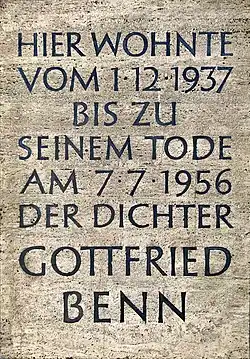 HIER WOHNTE
VOM 1·12·1937
BIS ZU
SEINEM TODE
AM 7·7·1956
DER DICHTER
GOTTFRIED
BENN